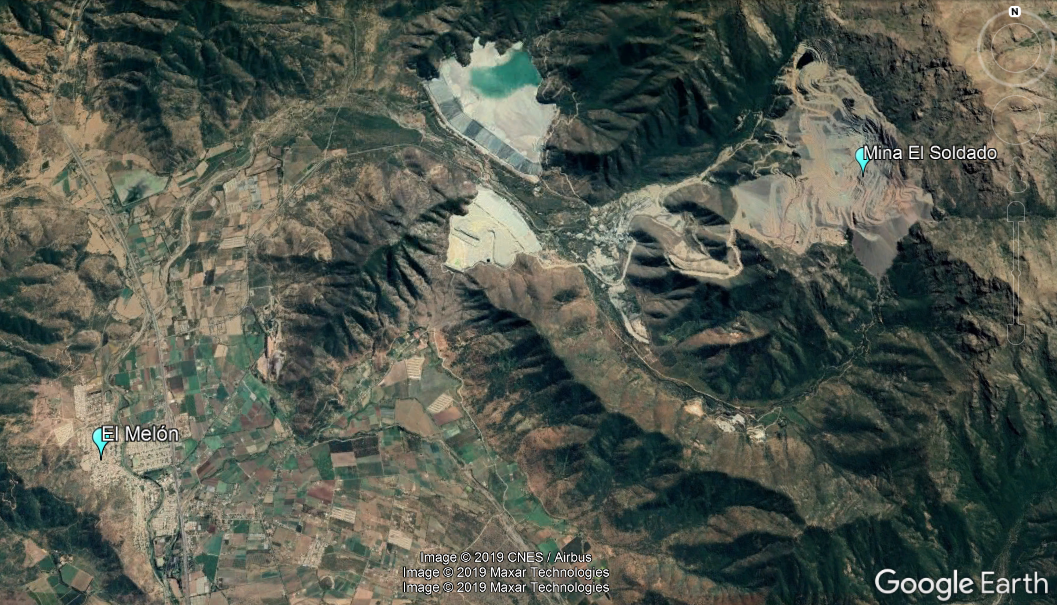 N
Mina El Soldado
El Melón
Image © 2019 CNES / Airbus
Image © 2019 Maxar Technologies
Image © 2019 Maxar Technologies
Google Earth